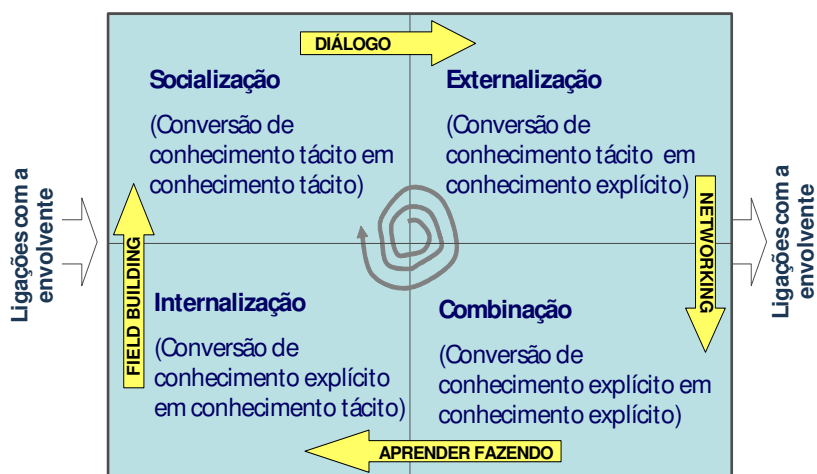 DIÁLOGO
Socialização
(Conversão de
conhecimento tácito em
conhecimento tácito)
Externalização
(Conversão de
conhecimento tácito em
conhecimento explícito)
Ligações com a
envolvente
FIELD BUILDING
NETWORKING
Ligações com a
envolvente
Internalização
(Conversão de
conhecimento explícito
em conhecimento tácito)
Combinação
(Conversão de
conhecimento explícito em
conhecimento explícito)
APRENDER FAZENDO